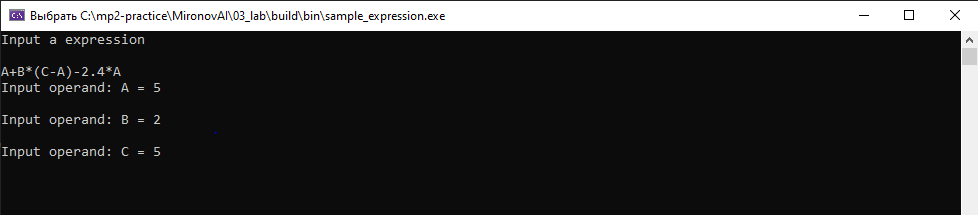 Выбрать C:\mp2-practice\MironovAI\03_lab\build\bin\sample_expression.exe
Input a expression
A+B*(C-A)-2.4*A
Input operand: A = 5
Input operand: B = 2
Input operand: C = 5